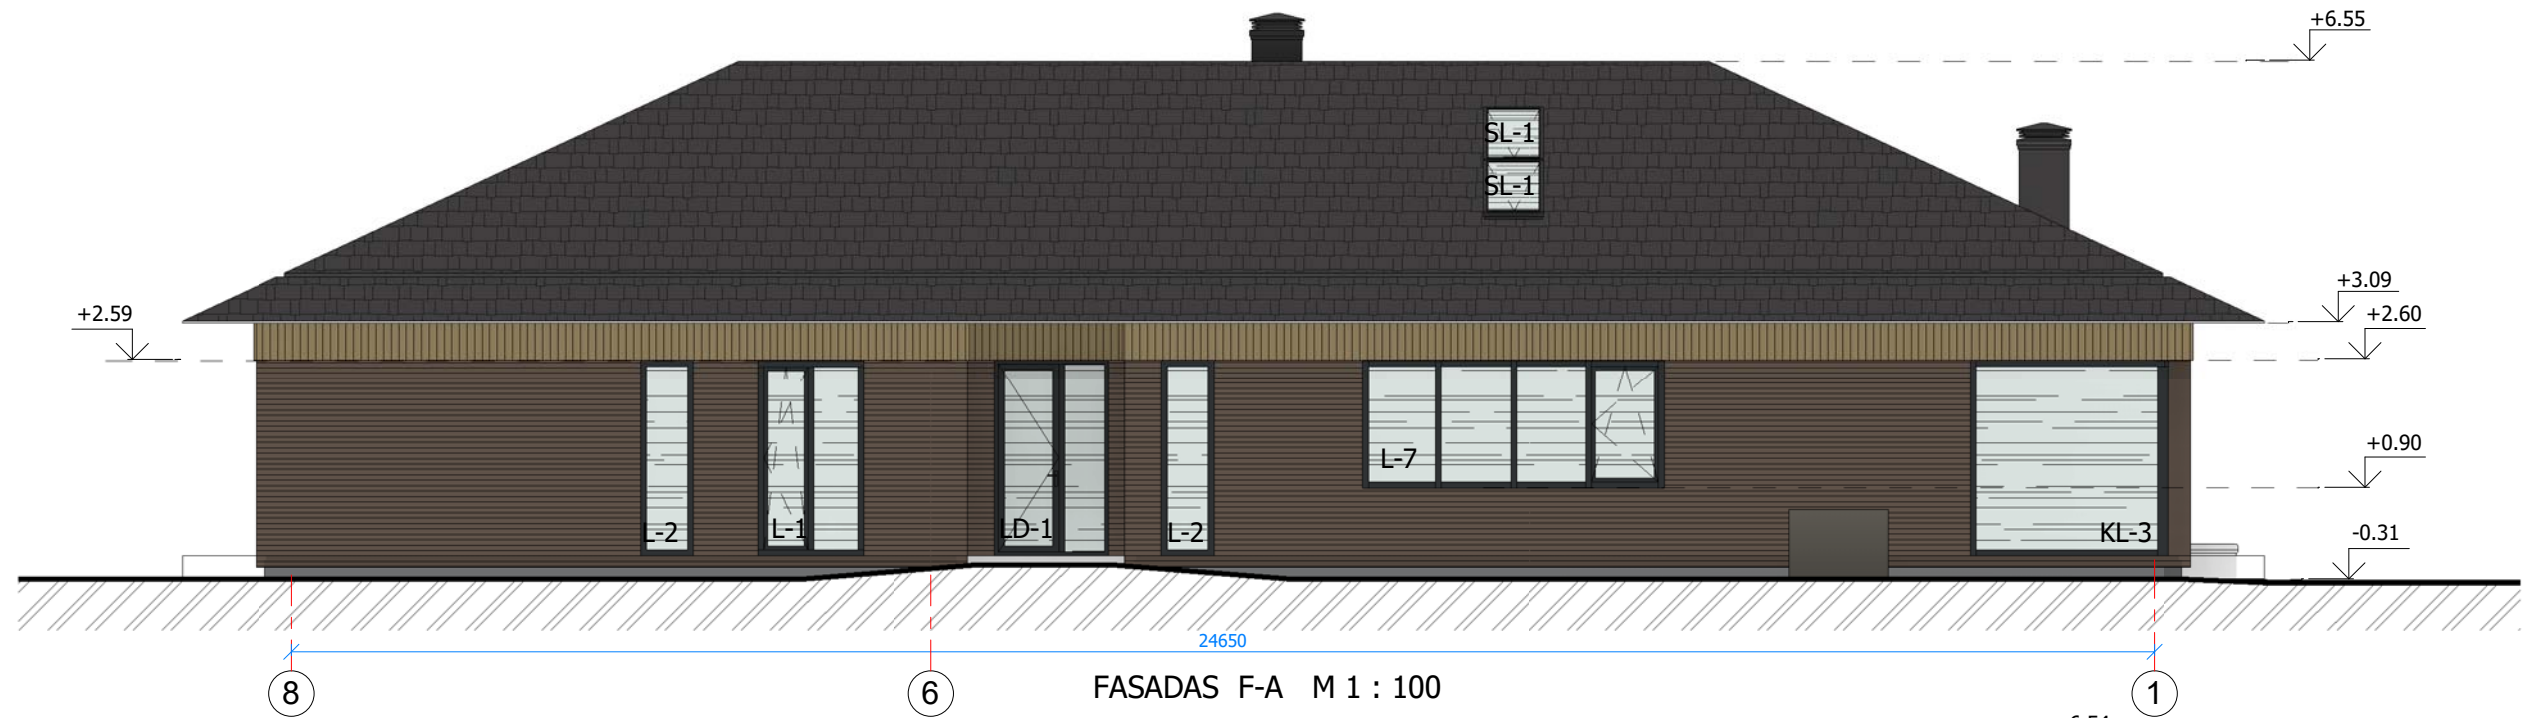 +6.55
SL-1
SL-1
+3.09
+2.59
+2.60
+0.90
L-7
L-2
L-1
LD-1
L-2
KL-3
-0.31
24650
8
6
FASADAS F-A M 1 : 100
1